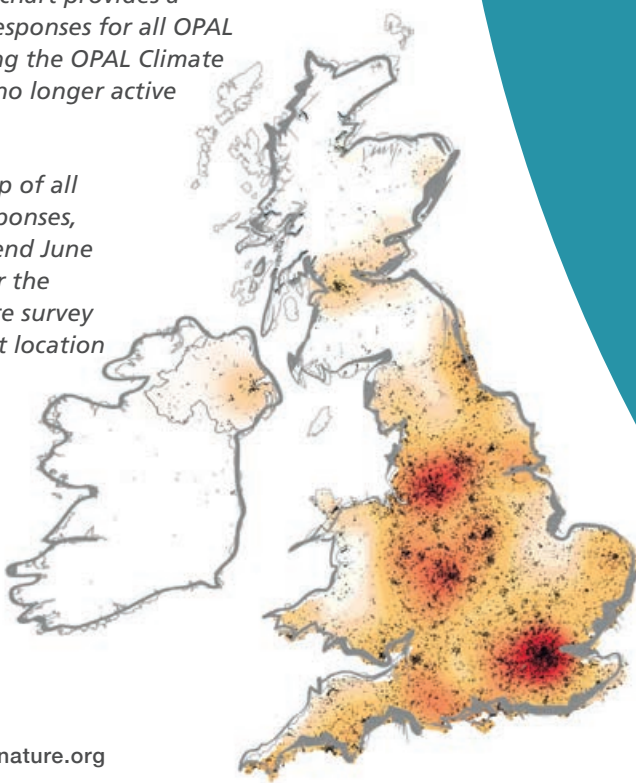 chart provides a
responses for all OPAL
ng the OPAL Climate
no longer active
p of all
ponses,
end June
r the
re survey
t location
nature.org